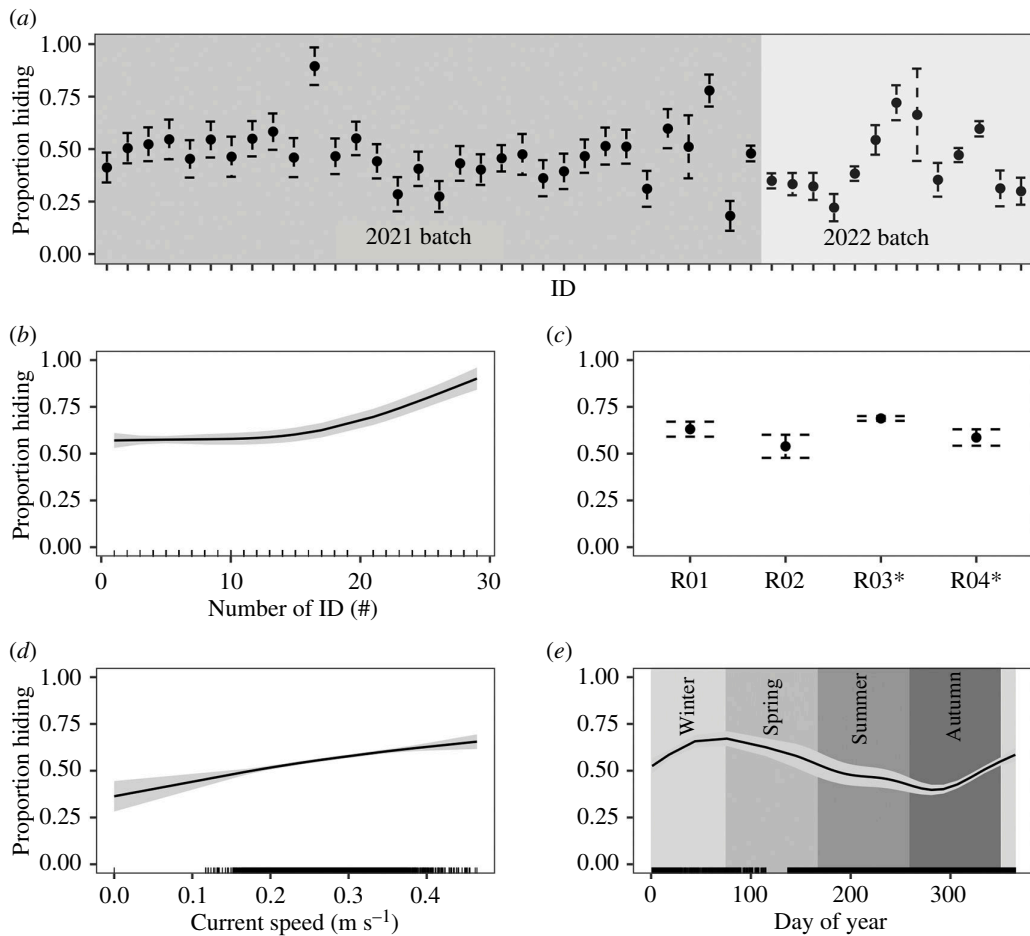 (a)
1.00
0.75
0.50
0.25
0.00
Proportion hiding
2021 batch
2022 batch
ID
(b)
1.00
0.75
0.50
0.25
0.00
Proportion hiding
0 10 20 30
Number of ID (#)
(c)
1.00
0.75
0.50
0.25
0.00
R01 R02 R03* R04*
(d)
1.00
0.75
0.50
0.25
0.00
Proportion hiding
0.0 0.1 0.2 0.3 0.4
Current speed (m s⁻¹)
(e)
1.00
0.75
0.50
0.25
0.00
Winter
Spring
Summer
Autumn
0 100 200 300
Day of year